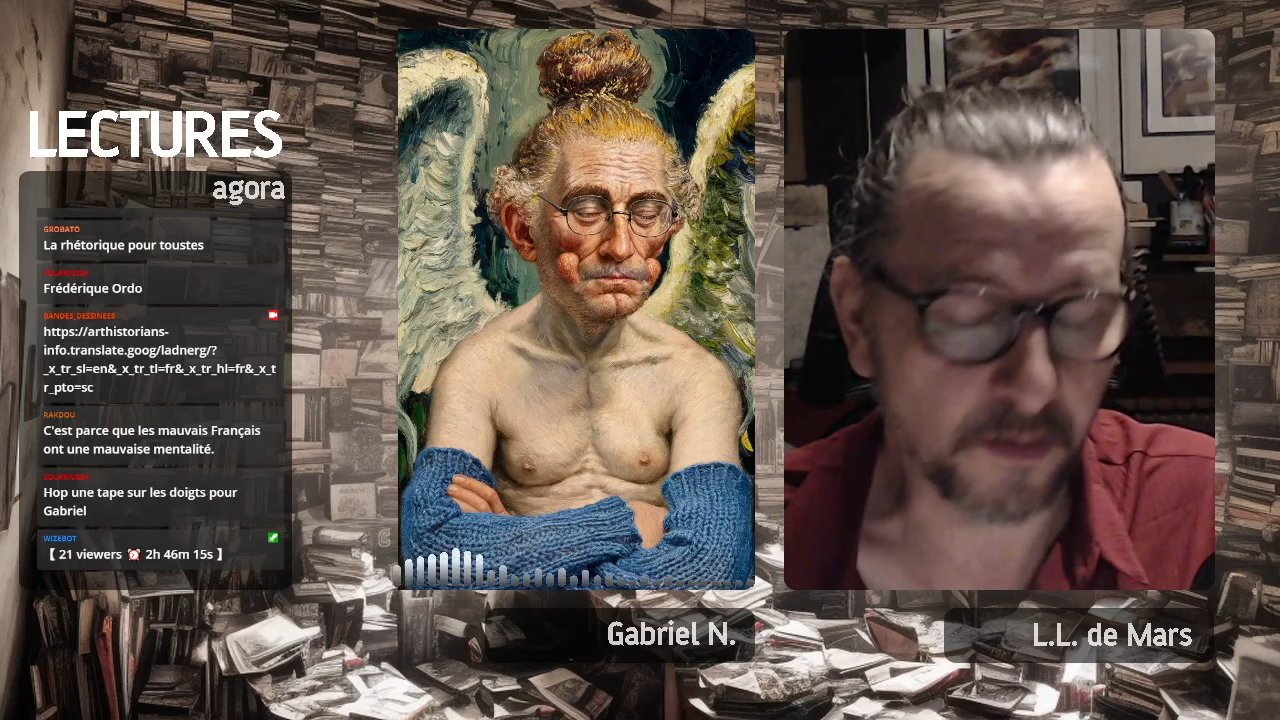 LECTURES
agora
GROBATO
La rhétorique pour toustes
Frédérique Ordo
BANDES_DESSINEES
https://arthistorians-
info.translate.goog/ladnerg/?
_x_tr_sl=en&_x_tr_tl=fr&_x_tr_hl=fr&_x_t
r_pto=sc
RAKDOU
C'est parce que les mauvais Français
ont une mauvaise mentalité.
Hop une tape sur les doigts pour
Gabriel
WIZEBOT
【 21 viewers ⏰ 2h 46m 15s 】
Gabriel N.
L.L. de Mars